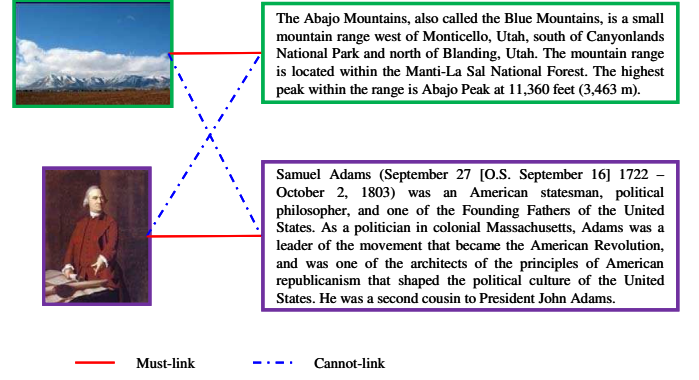 The Abajo Mountains, also called the Blue Mountains, is a small
mountain range west of Monticello, Utah, south of Canyonlands
National Park and north of Blanding, Utah. The mountain range
is located within the Manti-La Sal National Forest. The highest
peak within the range is Abajo Peak at 11,360 feet (3,463 m).
Samuel Adams (September 27 [O.S. September 16] 1722 –
October 2, 1803) was an American statesman, political
philosopher, and one of the Founding Fathers of the United
States. As a politician in colonial Massachusetts, Adams was a
leader of the movement that became the American Revolution,
and was one of the architects of the principles of American
republicanism that shaped the political culture of the United
States. He was a second cousin to President John Adams.
Must-link
Cannot-link